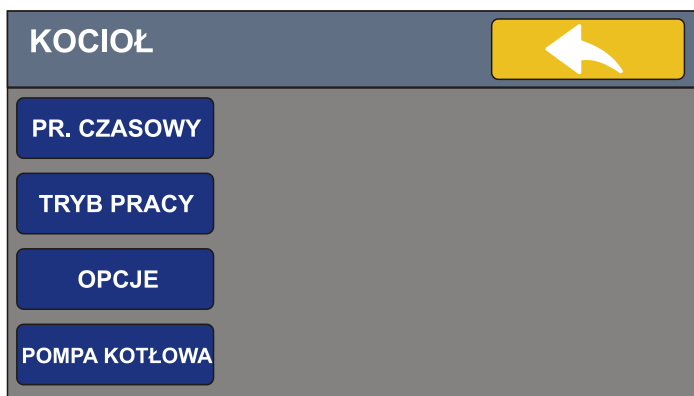 KOCIOŁ
PR. CZASOWY
TRYB PRACY
OPCJE
POMPA KOTŁOWA